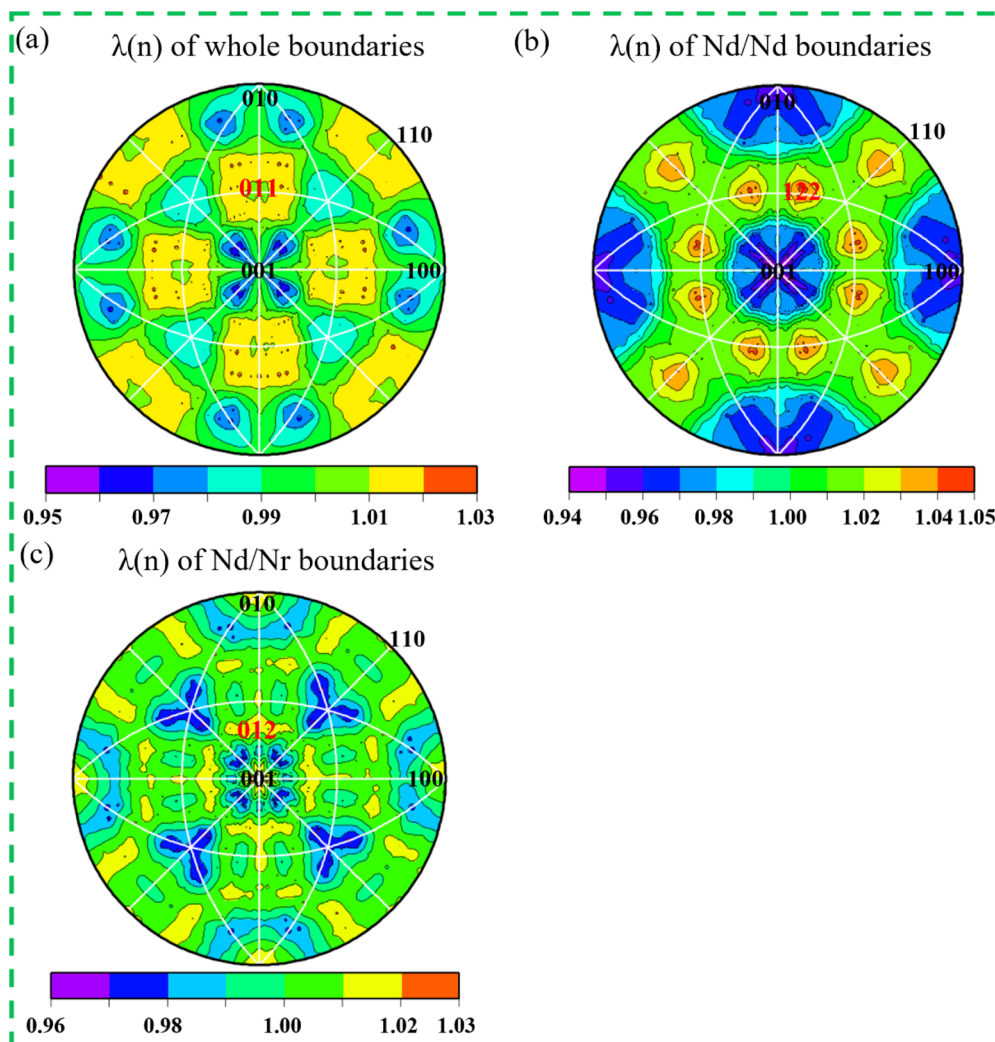 (a) λ(n) of whole boundaries
010
110
011
001
100
0.95 0.97 0.99 1.01 1.03
(b) λ(n) of Nd/Nd boundaries
010
110
122
001
100
0.94 0.96 0.98 1.00 1.02 1.04 1.05
(c) λ(n) of Nd/Nr boundaries
010
110
012
001
100
0.96 0.98 1.00 1.02 1.03